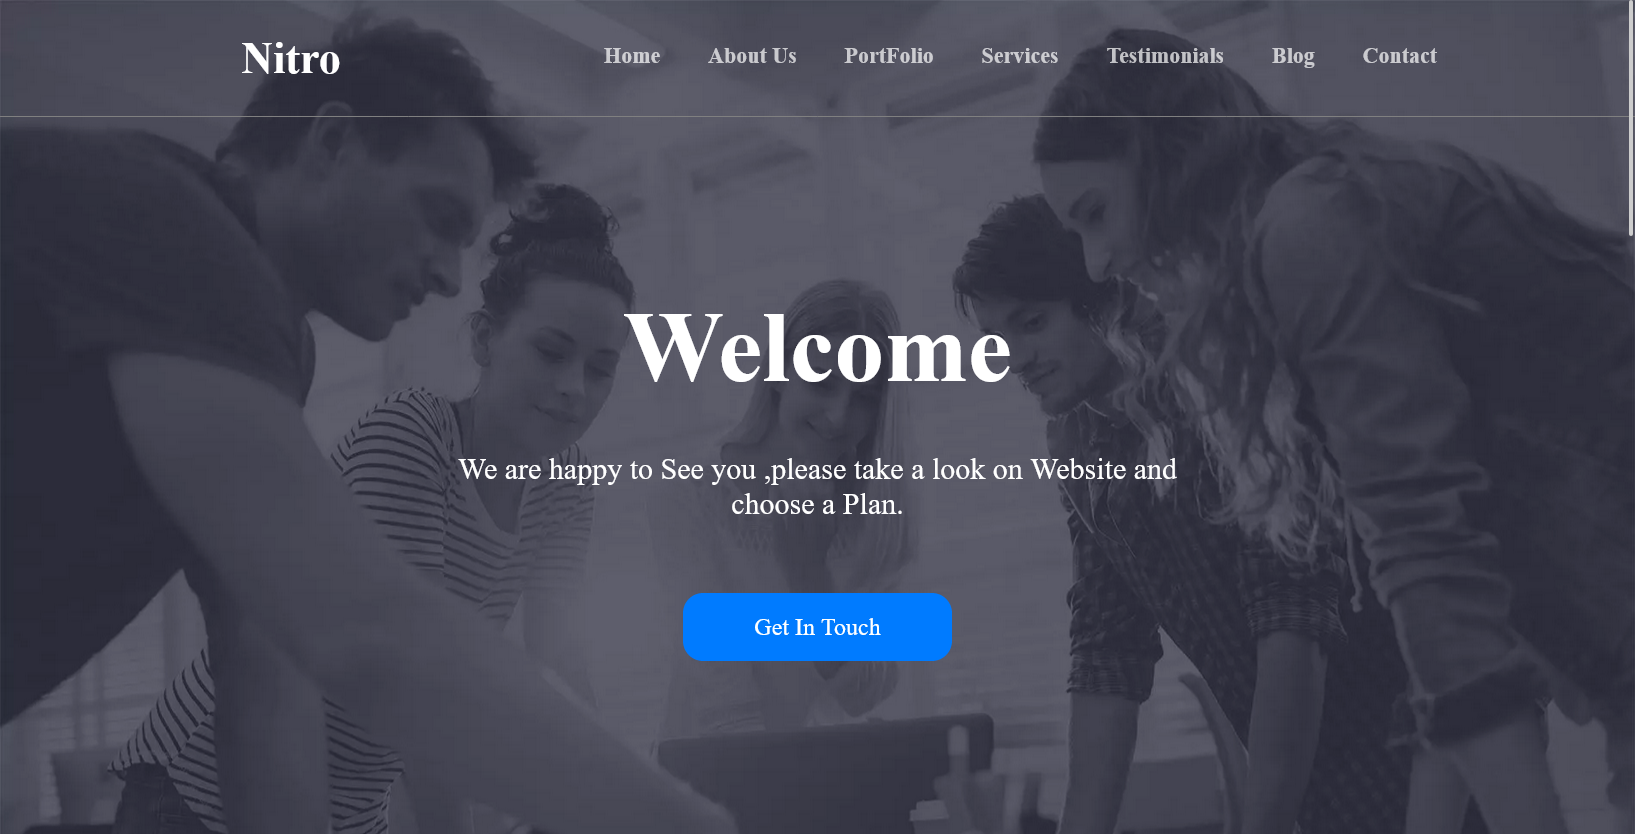 Nitro
Home About Us PortFolio Services Testimonials Blog Contact
Welcome
We are happy to See you ,please take a look on Website and
choose a Plan.
Get In Touch